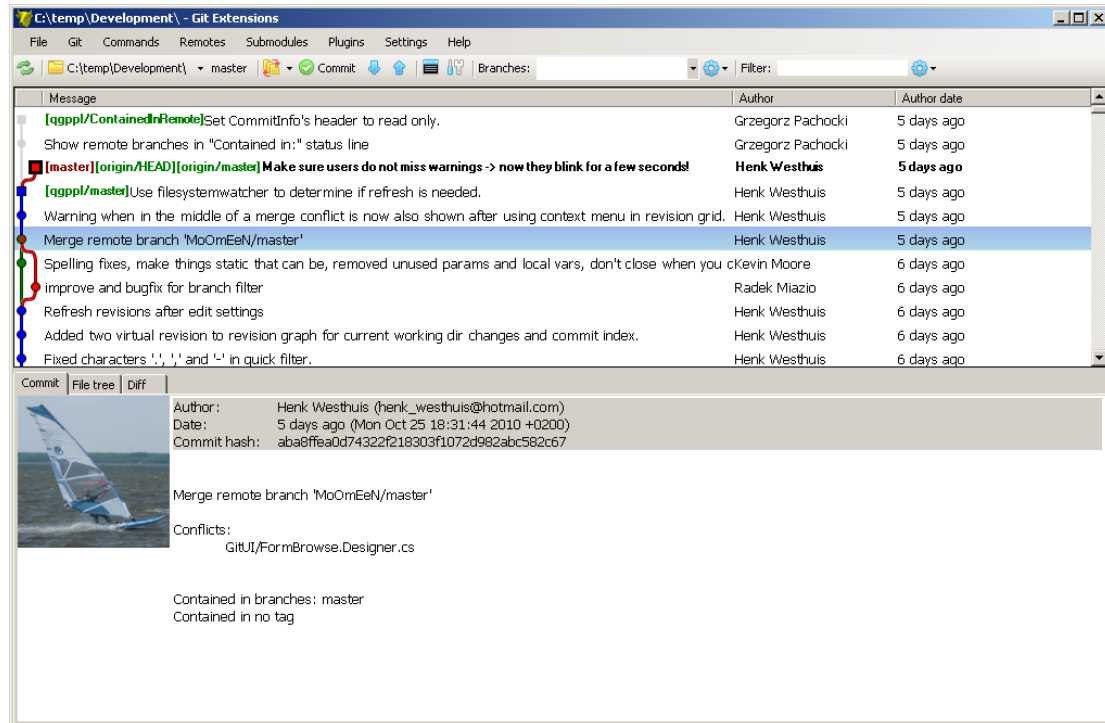 C:\temp\Development\ - Git Extensions
File Git Commands Remotes Submodules Plugins Settings Help
C:\temp\Development\ master Commit Branches: Filter:
Message Author Author date
[qgppl/ContainedInRemote]Set CommitInfo's header to read only. Grzegorz Pachocki 5 days ago
Show remote branches in "Contained in:" status line Grzegorz Pachocki 5 days ago
[master][origin/HEAD][origin/master]Make sure users do not miss warnings -> now they blink for a few seconds! Henk Westhuis 5 days ago
[qgppl/master]Use filesystemwatcher to determine if refresh is needed. Henk Westhuis 5 days ago
Warning when in the middle of a merge conflict is now also shown after using context menu in revision grid. Henk Westhuis 5 days ago
Merge remote branch 'MoOmEeN/master' Henk Westhuis 5 days ago
Spelling fixes, make things static that can be, removed unused params and local vars, don't close when you c Kevin Moore 6 days ago
improve and bugfix for branch filter Radek Miazio 6 days ago
Refresh revisions after edit settings Henk Westhuis 6 days ago
Added two virtual revision to revision graph for current working dir changes and commit index. Henk Westhuis 6 days ago
Fixed characters '.', ',' and '-' in quick filter. Henk Westhuis 6 days ago
Commit File tree Diff
Author: Henk Westhuis (henk_westhuis@hotmail.com)
Date: 5 days ago (Mon Oct 25 18:31:44 2010 +0200)
Commit hash: aba8ffea0d74322f218303f1072d982abc582c67
Merge remote branch 'MoOmEeN/master'
Conflicts:
GitUI/FormBrowse.Designer.cs
Contained in branches: master
Contained in no tag